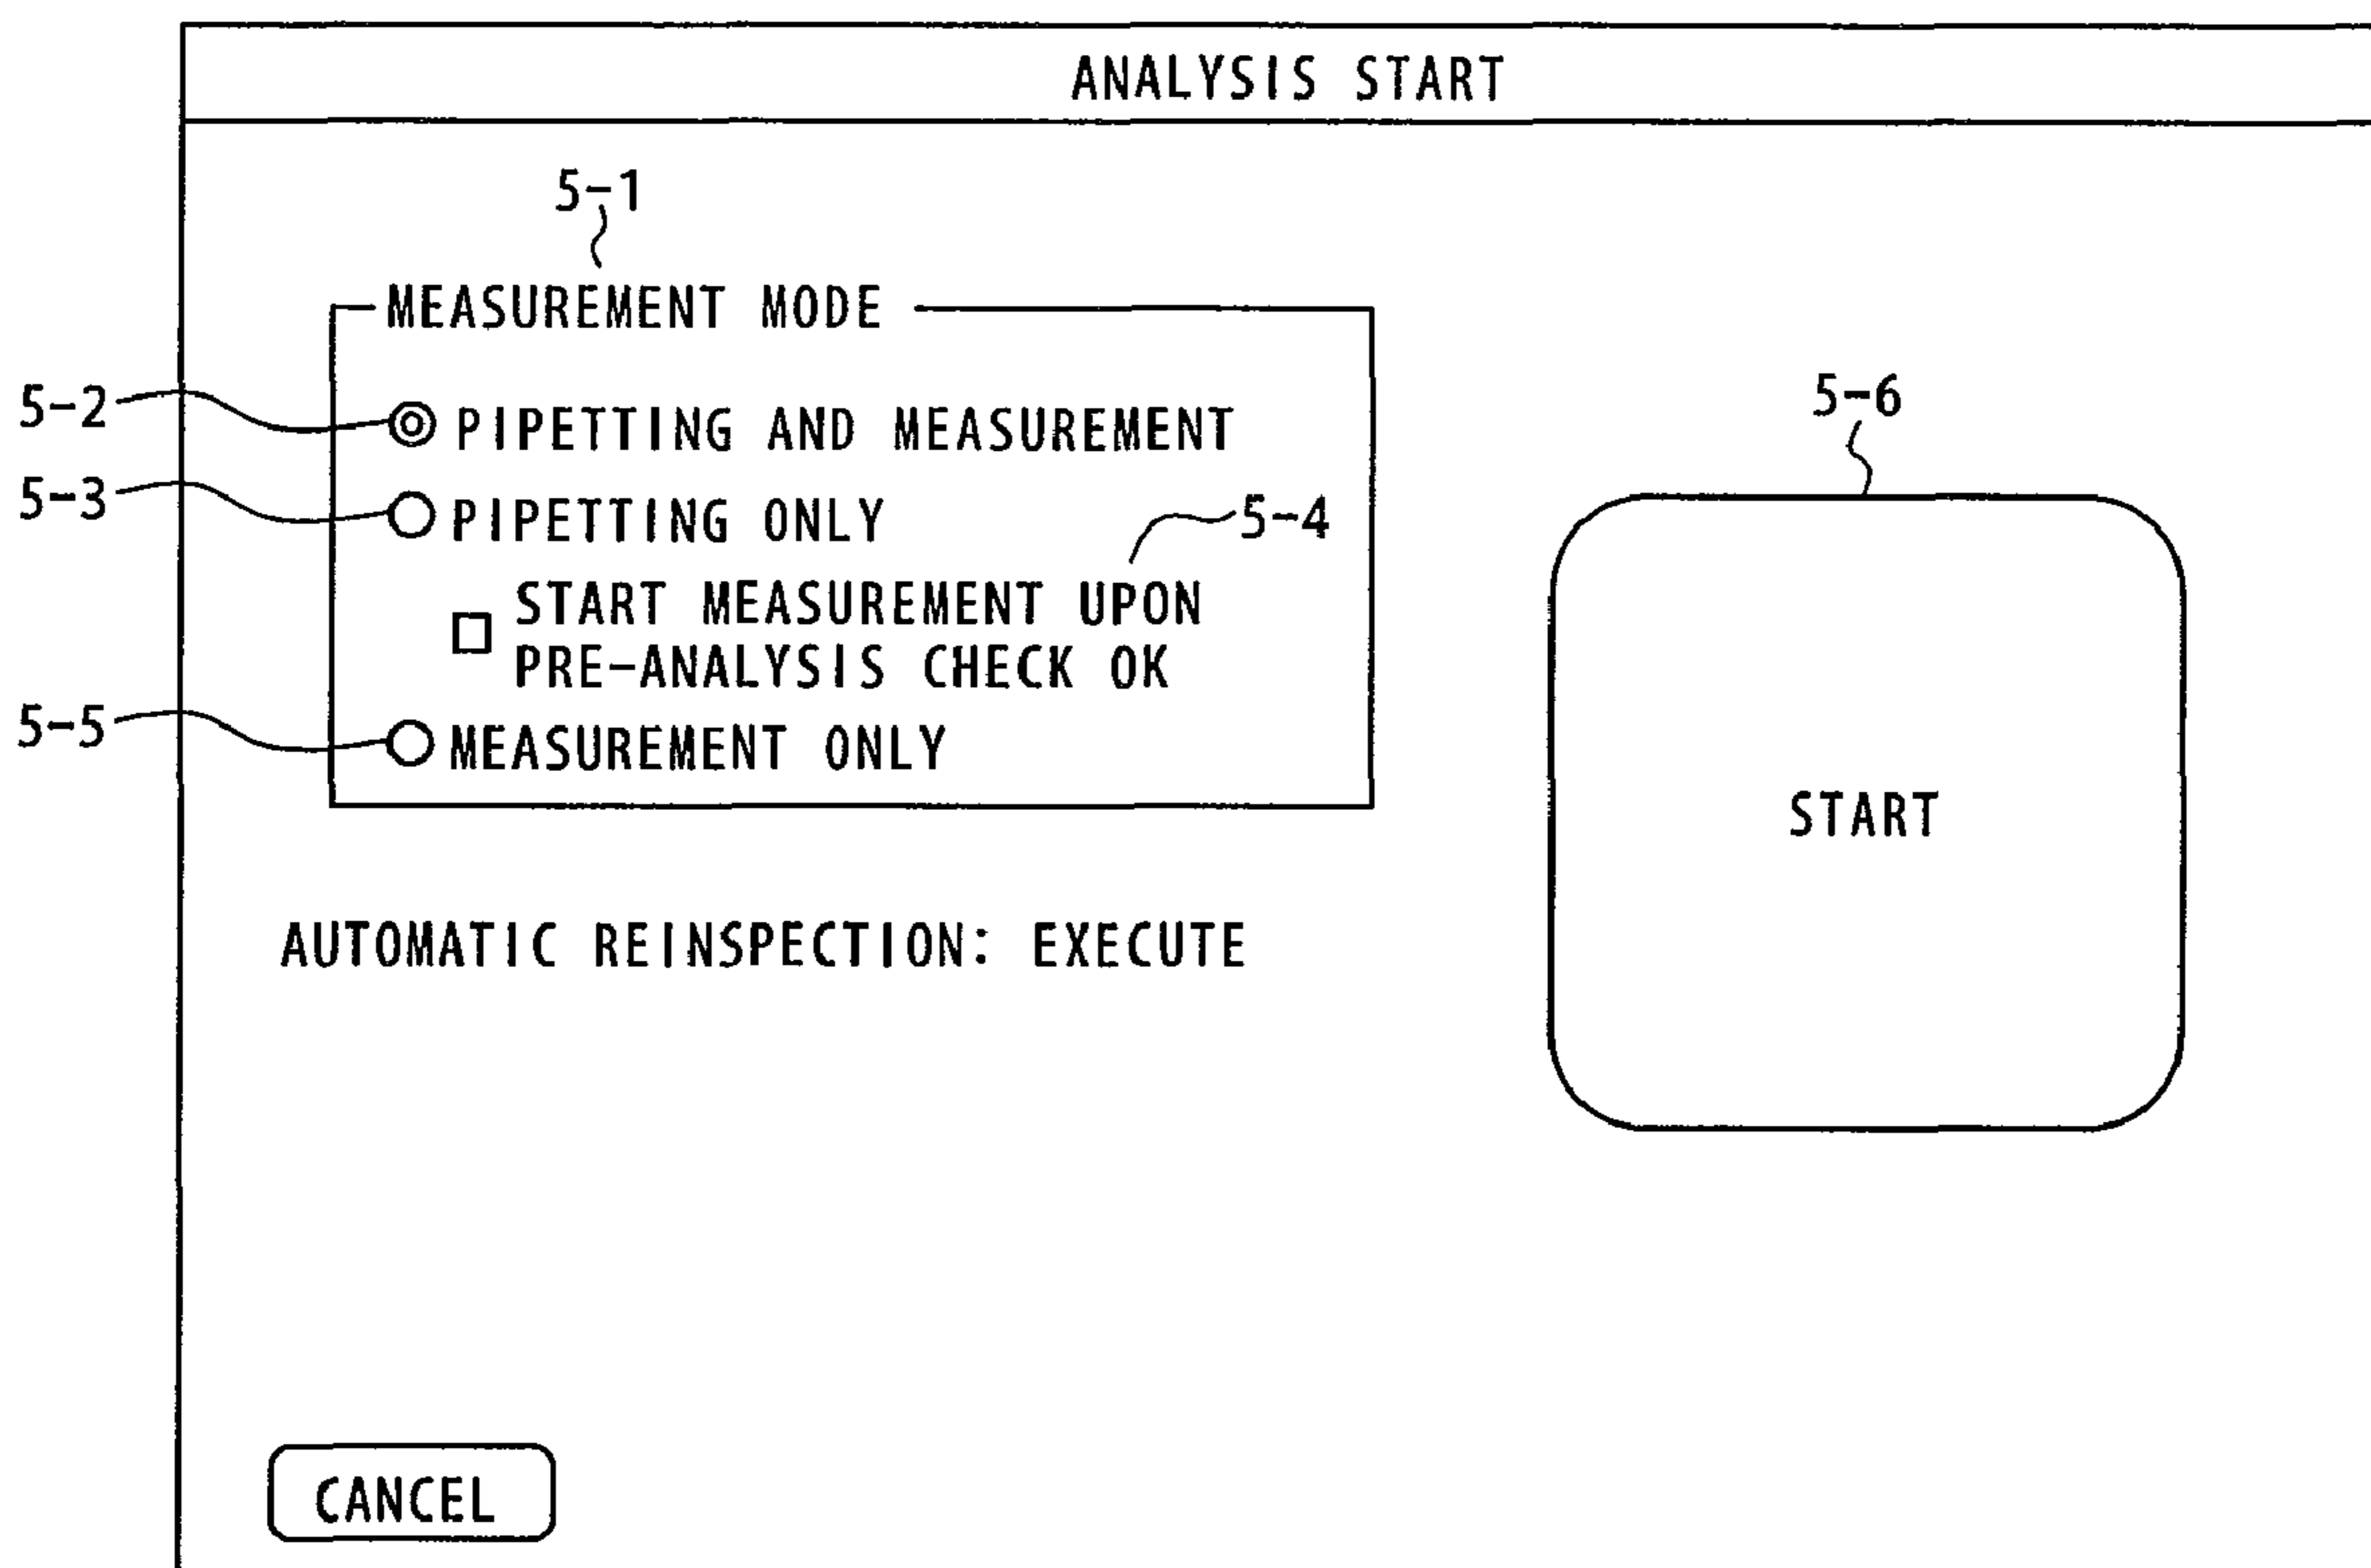 ANALYSIS START
5-1
MEASUREMENT MODE
5-2
PIPETTING AND MEASUREMENT
5-6
5-3
PIPETTING ONLY
5-4
START MEASUREMENT UPON
PRE-ANALYSIS CHECK OK
5-5
MEASUREMENT ONLY
START
AUTOMATIC REINSPECTION: EXECUTE
CANCEL